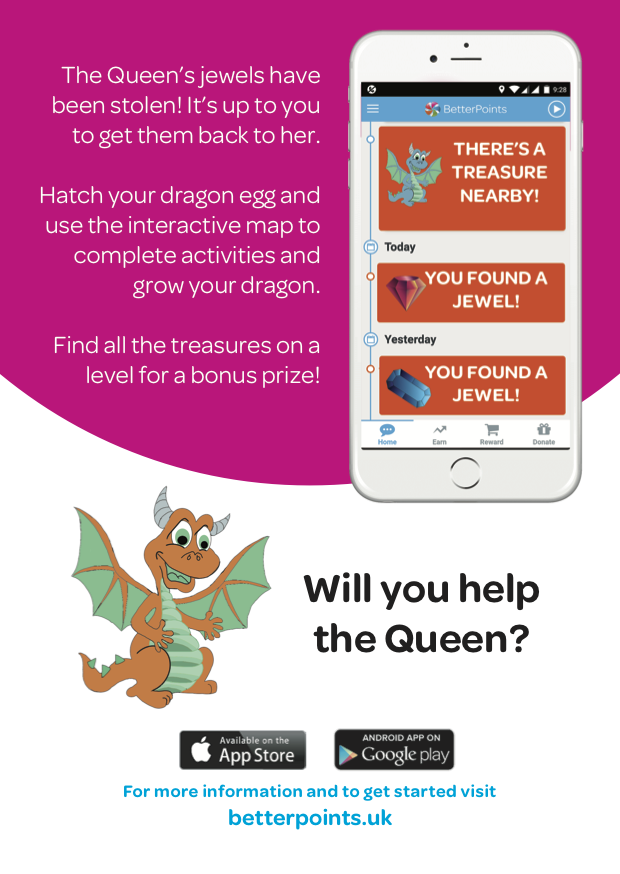 The Queen's jewels have
been stolen! It's up to you
to get them back to her.
Hatch your dragon egg and
use the interactive map to
complete activities and
grow your dragon.
Find all the treasures on a
level for a bonus prize!
9:28
BetterPoints
THERE'S A
TREASURE
NEARBY!
Today
YOU FOUND A
JEWEL!
Yesterday
YOU FOUND A
JEWEL!
Home Earn Reward Donate
Will you help
the Queen?
Available on the
App Store
ANDROID APP ON
Google play
For more information and to get started visit
betterpoints.uk